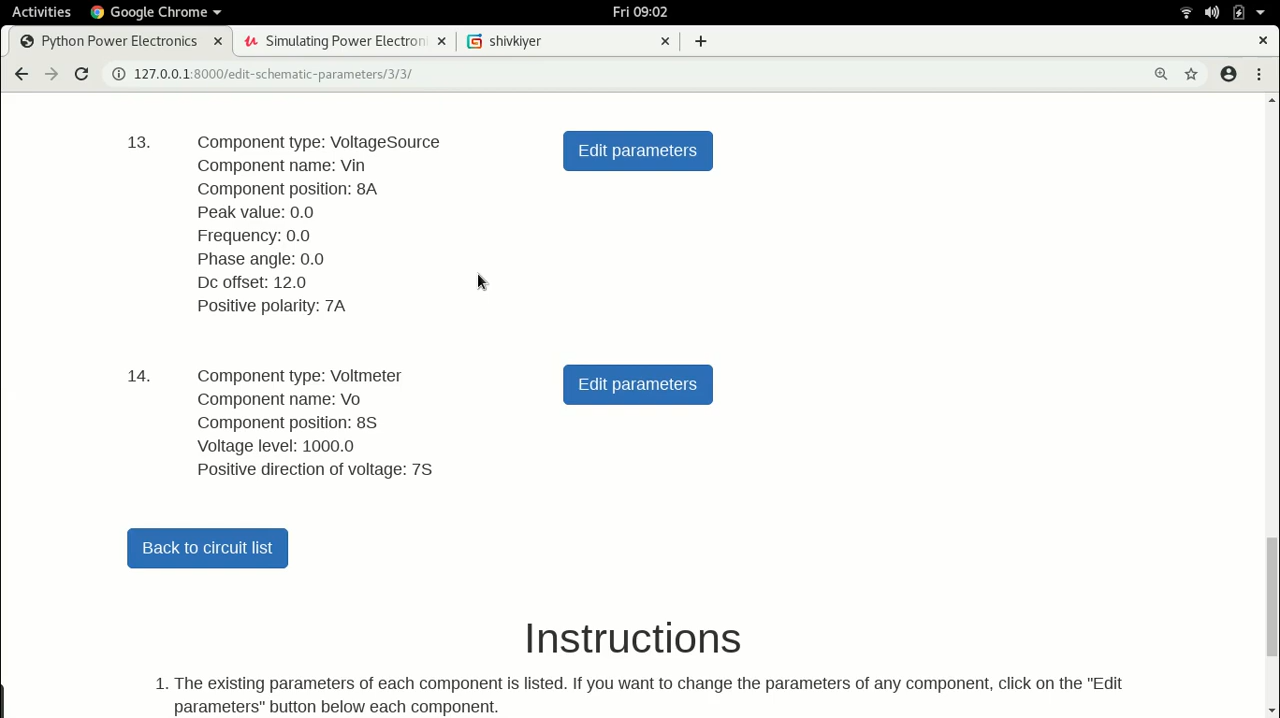 Activities
Google Chrome
Fri 09:02
Python Power Electronics
Simulating Power Electroni
shivkiyer
127.0.0.1:8000/edit-schematic-parameters/3/3/
13.
Component type: VoltageSource
Component name: Vin
Component position: 8A
Peak value: 0.0
Frequency: 0.0
Phase angle: 0.0
Dc offset: 12.0
Positive polarity: 7A
Edit parameters
14.
Component type: Voltmeter
Component name: Vo
Component position: 8S
Voltage level: 1000.0
Positive direction of voltage: 7S
Edit parameters
Back to circuit list
Instructions
1. The existing parameters of each component is listed. If you want to change the parameters of any component, click on the "Edit
parameters" button below each component.